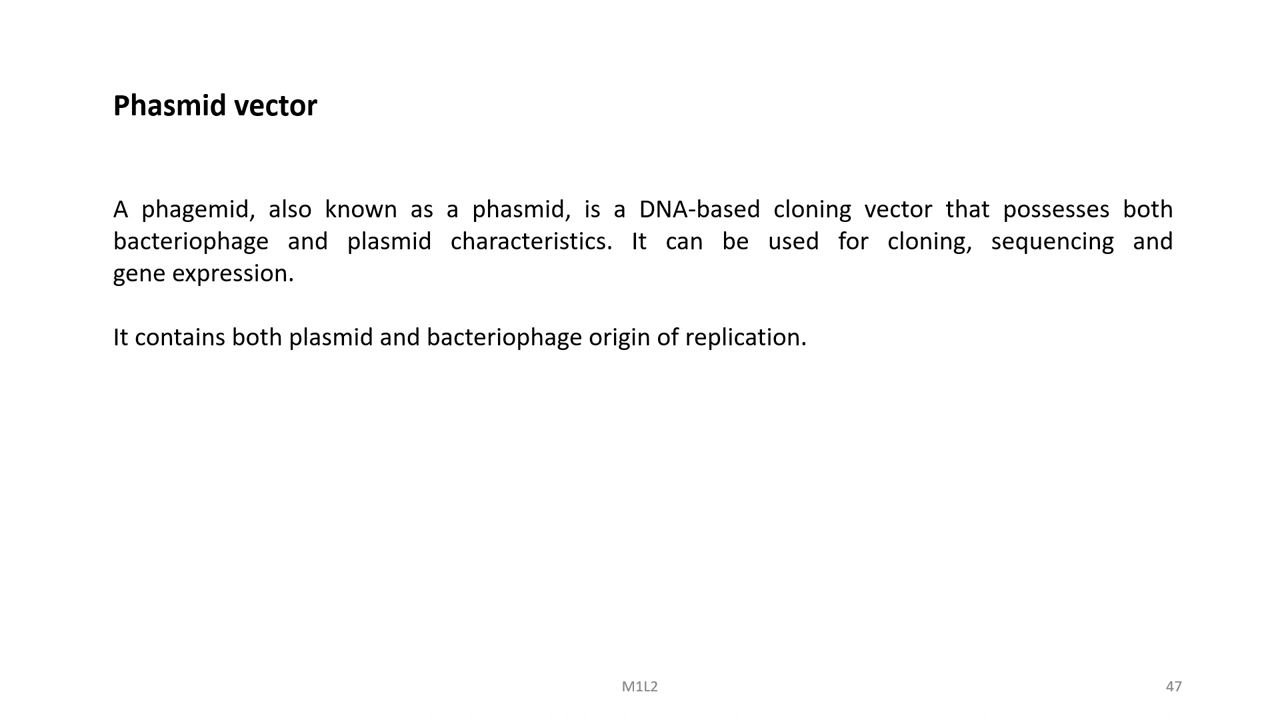 Phasmid vector
A phagemid, also known as a phasmid, is a DNA-based cloning vector that possesses both
bacteriophage and plasmid characteristics. It can be used for cloning, sequencing and
gene expression.
It contains both plasmid and bacteriophage origin of replication.
M1L2
47